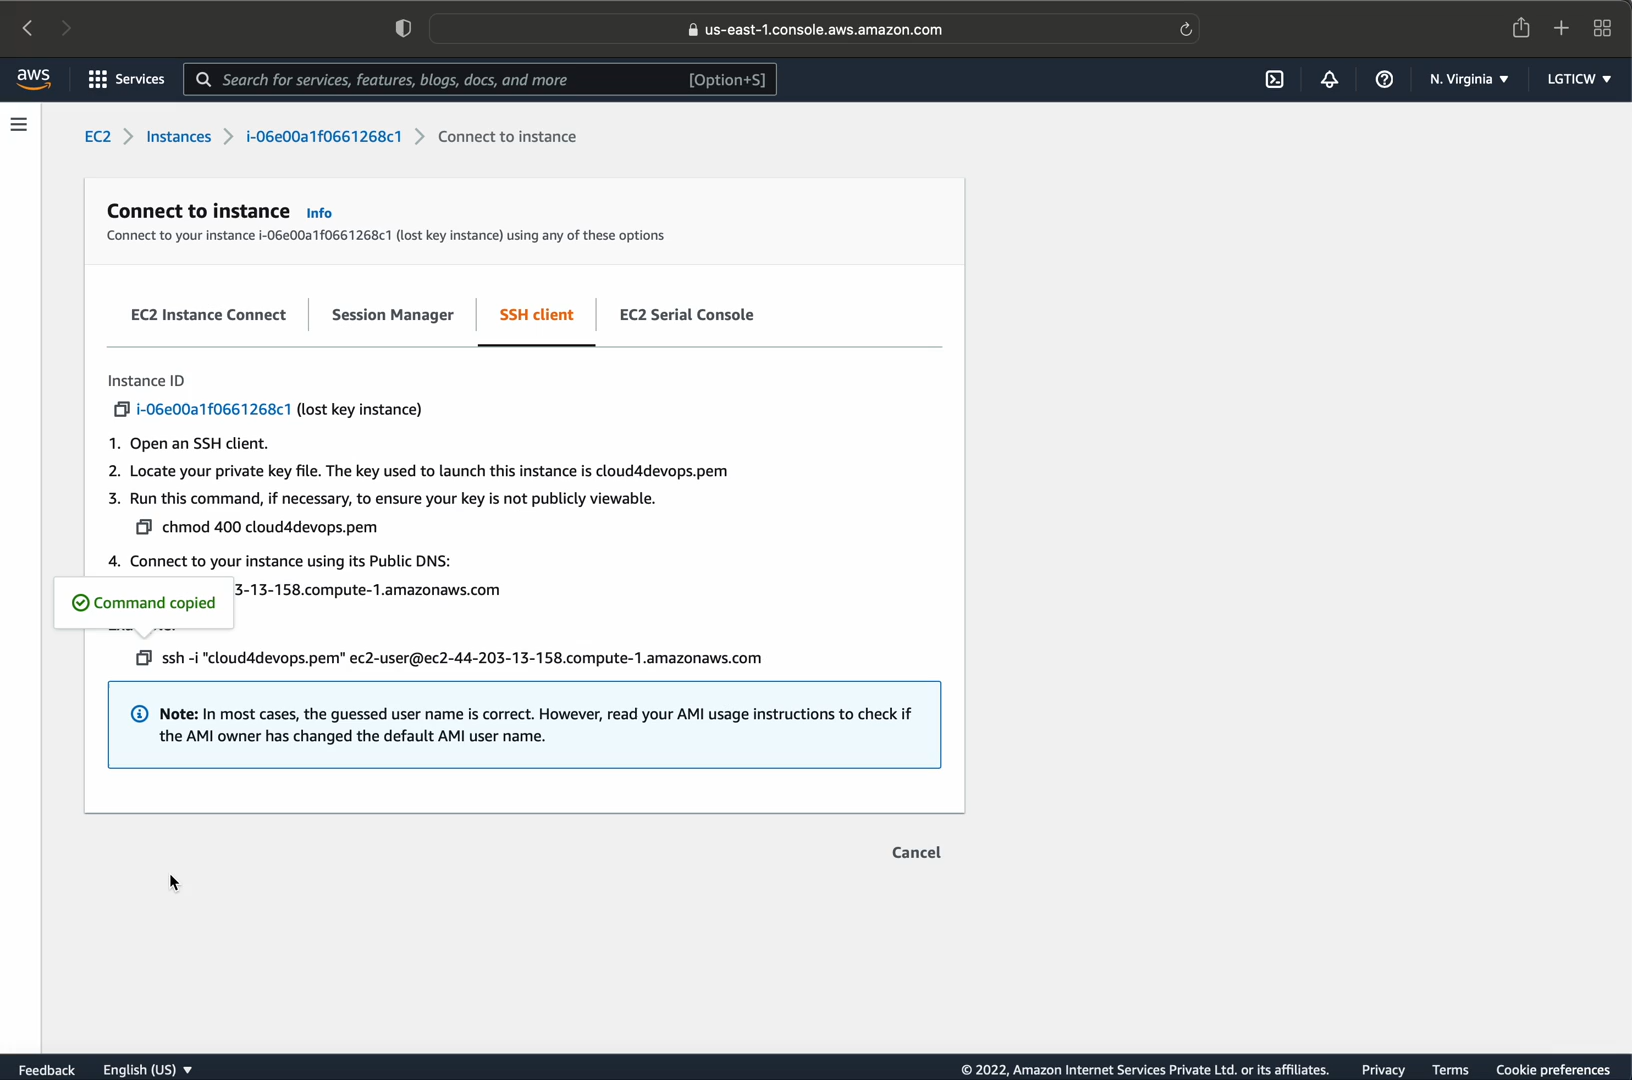 us-east-1.console.aws.amazon.com
aws
Services
Search for services, features, blogs, docs, and more
[Option+S]
N. Virginia
LGTICW
EC2
Instances
i-06e00a1f0661268c1
Connect to instance
Connect to instance Info
Connect to your instance i-06e00a1f0661268c1 (lost key instance) using any of these options
EC2 Instance Connect
Session Manager
SSH client
EC2 Serial Console
Instance ID
i-06e00a1f0661268c1 (lost key instance)
1. Open an SSH client.
2. Locate your private key file. The key used to launch this instance is cloud4devops.pem
3. Run this command, if necessary, to ensure your key is not publicly viewable.
chmod 400 cloud4devops.pem
4. Connect to your instance using its Public DNS:
3-13-158.compute-1.amazonaws.com
Command copied
ssh -i "cloud4devops.pem" ec2-user@ec2-44-203-13-158.compute-1.amazonaws.com
Note: In most cases, the guessed user name is correct. However, read your AMI usage instructions to check if
the AMI owner has changed the default AMI user name.
Cancel
Feedback
English (US)
© 2022, Amazon Internet Services Private Ltd. or its affiliates.
Privacy
Terms
Cookie preferences